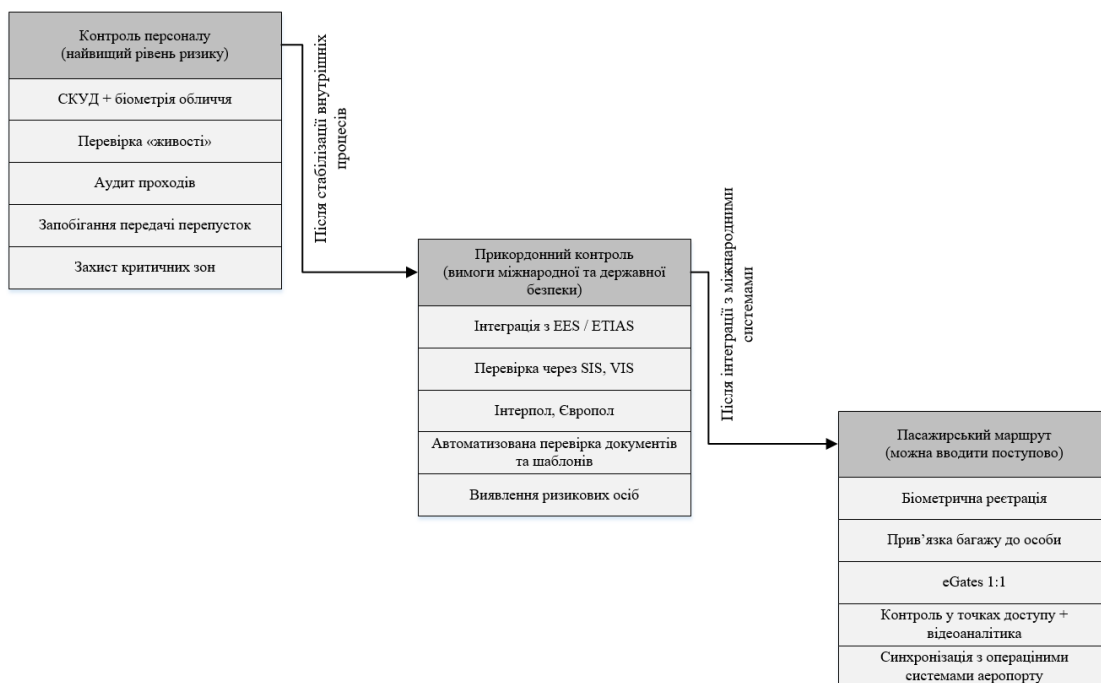 Контроль персоналу
(найвищий рівень ризику)
СКУД + біометрія обличчя
Перевірка «живості»
Аудит проходів
Запобігання передачі перепусток
Захист критичних зон
Після стабілізації внутрішніх
процесів
Прикордонний контроль
(вимоги міжнародної та державної
безпеки)
Інтеграція з EES / ETIAS
Перевірка через SIS, VIS
Інтерпол, Європол
Автоматизована перевірка документів
та шаблонів
Виявлення ризикових осіб
Після інтеграції з міжнародними
системами
Пасажирський маршрут
(можна вводити поступово)
Біометрична реєтрація
Прив’язка багажу до особи
eGates 1:1
Контроль у точках доступу +
відеоаналітика
Синхронізація з операціними
системами аеропорту